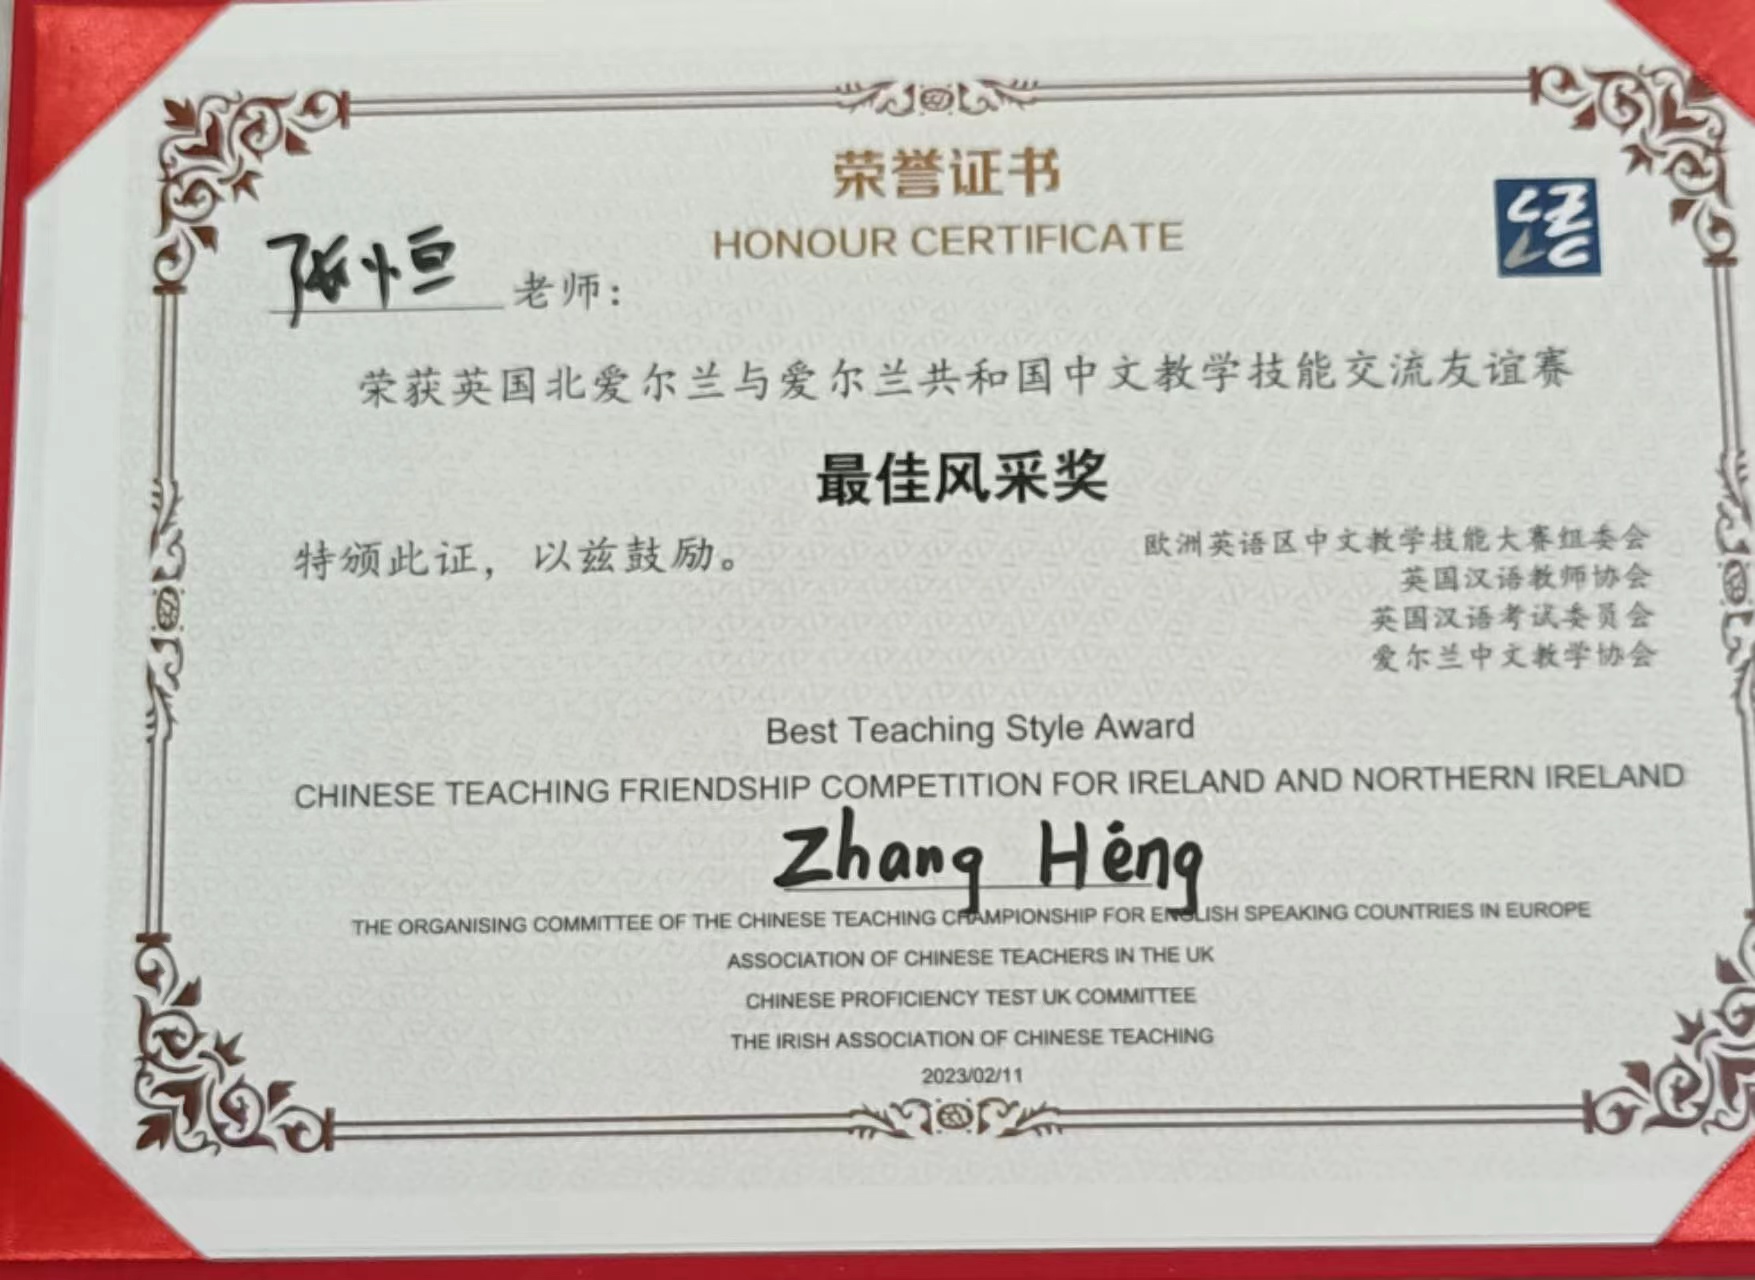 荣誉证书
HONOUR CERTIFICATE
CZ
LC
张恒 老师：
荣获英国北爱尔兰与爱尔兰共和国中文教学技能交流友谊赛
最佳风采奖
特颁此证，以兹鼓励。
欧洲英语区中文教学技能大赛组委会
英国汉语教师协会
英国汉语考试委员会
爱尔兰中文教学协会
Best Teaching Style Award
CHINESE TEACHING FRIENDSHIP COMPETITION FOR IRELAND AND NORTHERN IRELAND
Zhang Héng
THE ORGANISING COMMITTEE OF THE CHINESE TEACHING CHAMPIONSHIP FOR ENGLISH SPEAKING COUNTRIES IN EUROPE
ASSOCIATION OF CHINESE TEACHERS IN THE UK
CHINESE PROFICIENCY TEST UK COMMITTEE
THE IRISH ASSOCIATION OF CHINESE TEACHING
2023/02/11